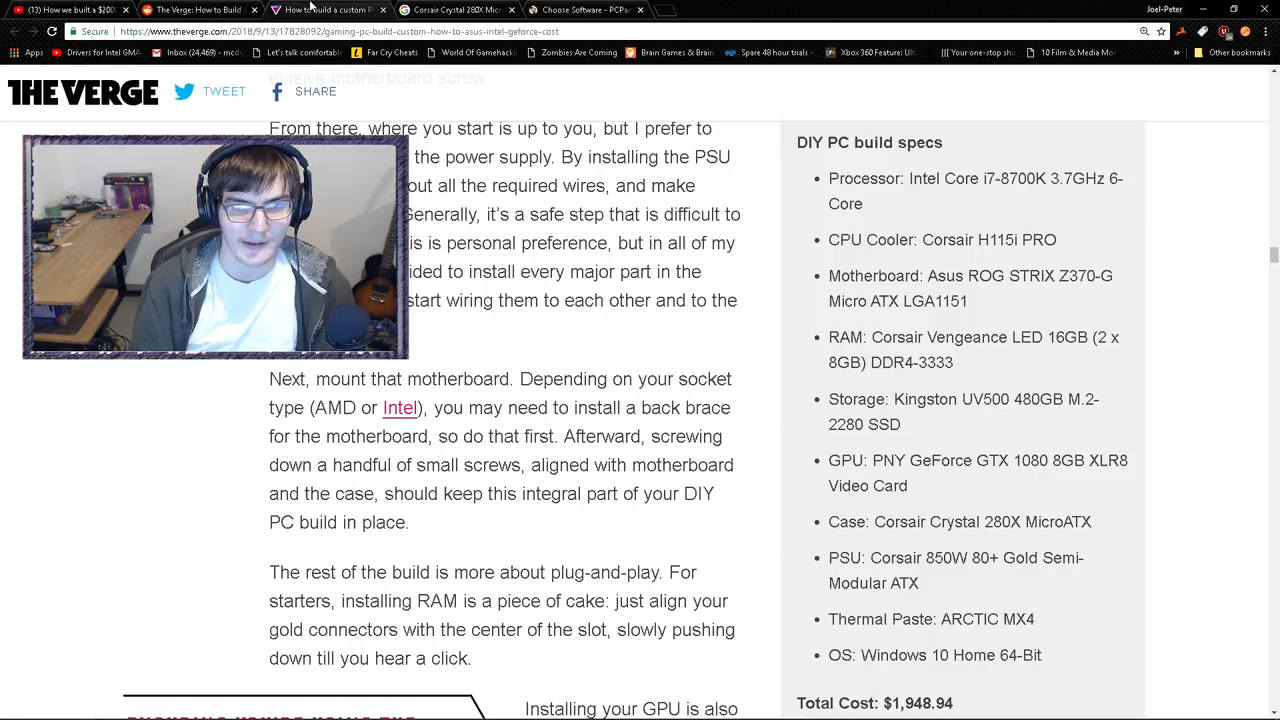 (13) How we built a $200
The Verge: How to Build
How to build a custom P
Corsair Crystal 280X Micr
Choose Software - PCPar
Joel-Peter
Secure
https://www.theverge.com/2018/9/13/17828092/gaming-pc-build-custom-how-to-asus-intel-geforce-cost
Apps
Drivers for Intel GMA
Inbox (24,469) - mcd
Let's talk comfortabl
Far Cry Cheats
World Of Gamehacki
Zombies Are Coming
Brain Games & Brain
Spare 48 hour trials -
Xbox 360 Feature: Ult
((( Your one-stop sho
10 Film & Media Mo
Other bookmarks
THE VERGE
TWEET
SHARE
elusive motherboard screw
From there, where you start is up to you, but I prefer to
the power supply. By installing the PSU
out all the required wires, and make
Generally, it's a safe step that is difficult to
is is personal preference, but in all of my
ided to install every major part in the
start wiring them to each other and to the
Next, mount that motherboard. Depending on your socket
type (AMD or Intel), you may need to install a back brace
for the motherboard, so do that first. Afterward, screwing
down a handful of small screws, aligned with motherboard
and the case, should keep this integral part of your DIY
PC build in place.
The rest of the build is more about plug-and-play. For
starters, installing RAM is a piece of cake: just align your
gold connectors with the center of the slot, slowly pushing
down till you hear a click.
Installing your GPU is also
DIY PC build specs
Processor: Intel Core i7-8700K 3.7GHz 6-
Core
CPU Cooler: Corsair H115i PRO
Motherboard: Asus ROG STRIX Z370-G
Micro ATX LGA1151
RAM: Corsair Vengeance LED 16GB (2 x
8GB) DDR4-3333
Storage: Kingston UV500 480GB M.2-
2280 SSD
GPU: PNY GeForce GTX 1080 8GB XLR8
Video Card
Case: Corsair Crystal 280X MicroATX
PSU: Corsair 850W 80+ Gold Semi-
Modular ATX
Thermal Paste: ARCTIC MX4
OS: Windows 10 Home 64-Bit
Total Cost: $1,948.94